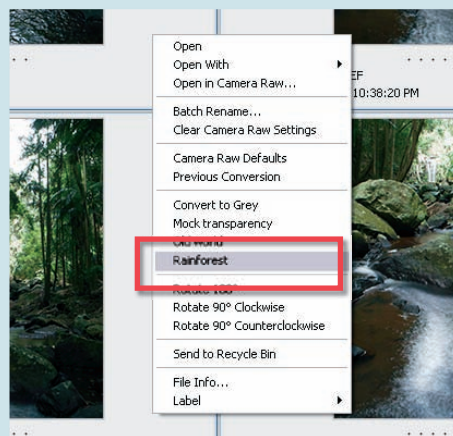 Open
Open With
Open in Camera Raw...
EF
10:38:20 PM
Batch Rename...
Clear Camera Raw Settings
Camera Raw Defaults
Previous Conversion
Convert to Grey
Mock transparency
Old World
Rainforest
Rotate 180°
Rotate 90° Clockwise
Rotate 90° Counterclockwise
Send to Recycle Bin
File Info...
Label